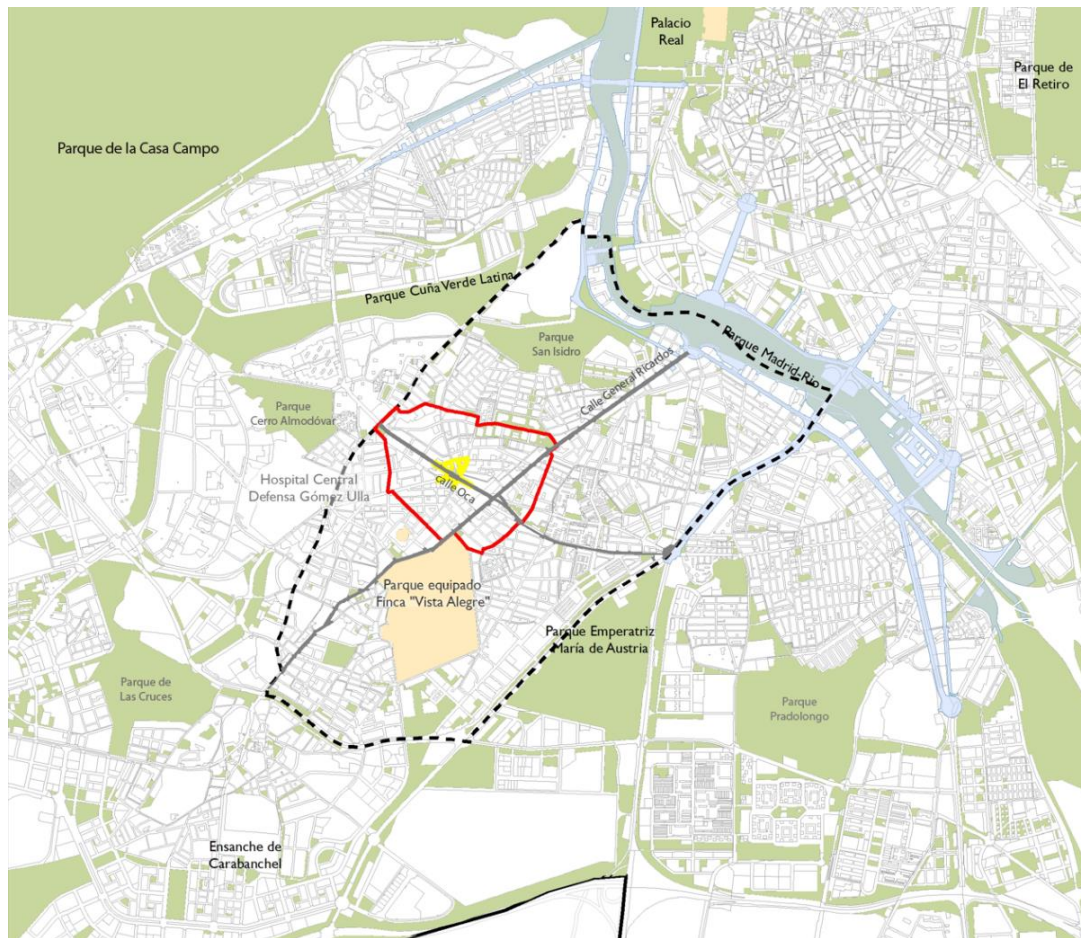 Palacio
Real
Parque de
El Retiro
Parque de la Casa Campo
Parque Cuña Verde Latina
Parque
San Isidro
Parque Madrid-Río
Calle General Ricardos
Parque
Cerro Almodóvar
Hospital Central
Defensa Gómez Ulla
calle Oca
Parque equipado
Finca "Vista Alegre"
Parque Emperatriz
María de Austria
Parque de
Las Cruces
Parque
Pradolongo
Ensanche de
Carabanchel